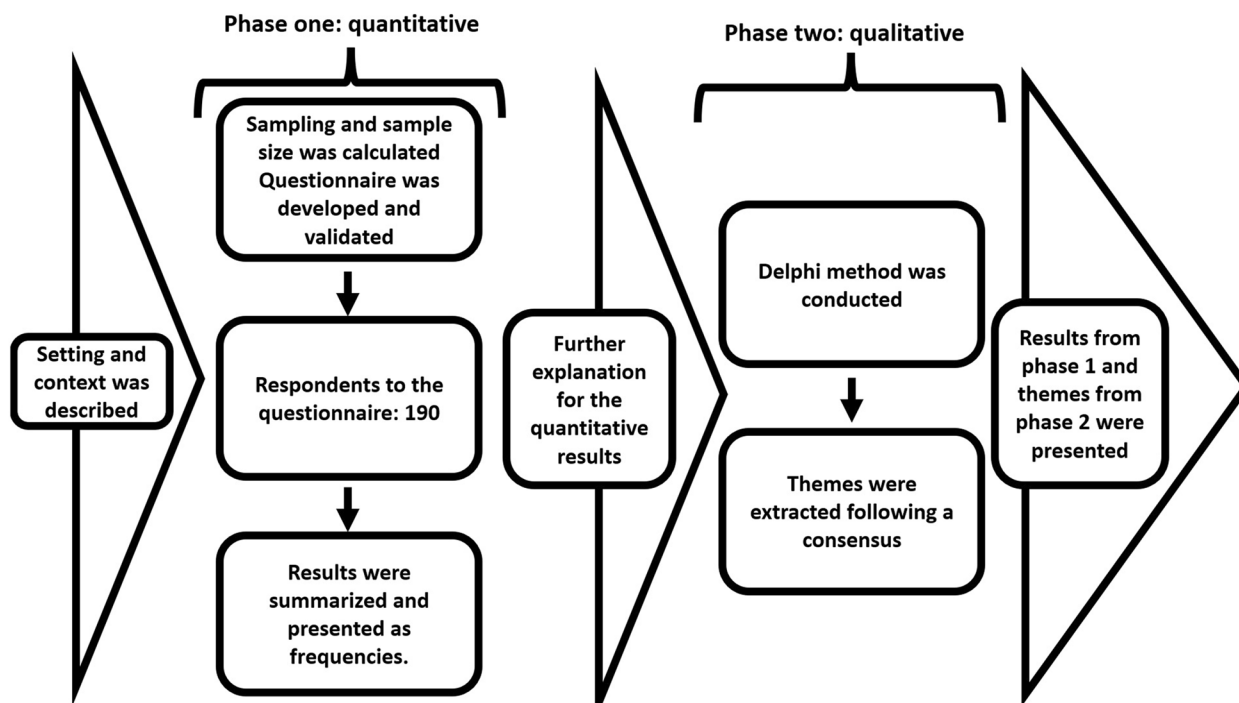 Phase one: quantitative
Phase two: qualitative
Setting and
context was
described
Sampling and sample
size was calculated
Questionnaire was
developed and
validated
Respondents to the
questionnaire: 190
Results were
summarized and
presented as
frequencies.
Further
explanation
for the
quantitative
results
Delphi method was
conducted
Themes were
extracted following a
consensus
Results from
phase 1 and
themes from
phase 2 were
presented